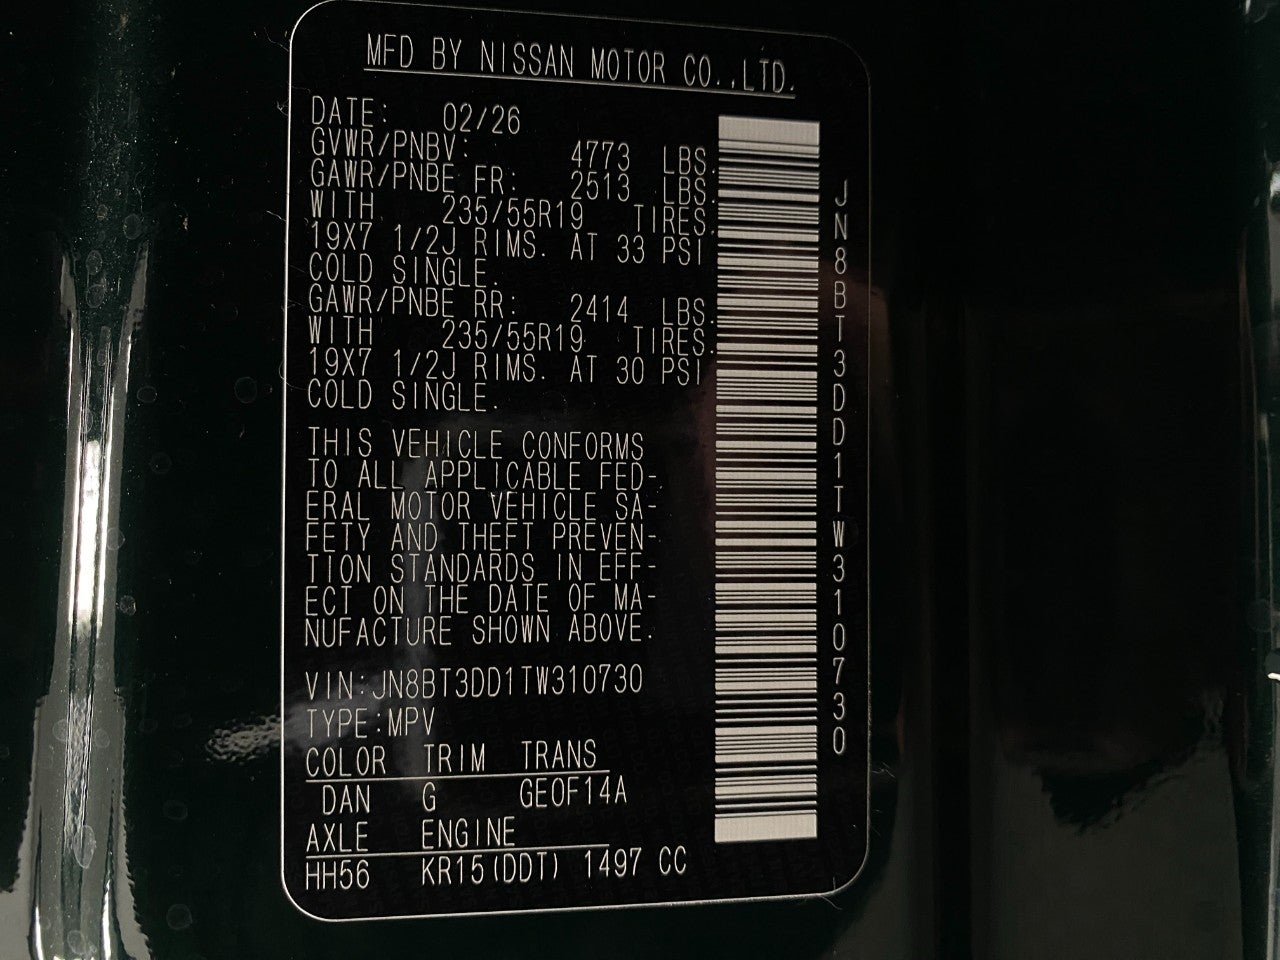 MFD BY NISSAN MOTOR CO.,LTD.
DATE: 02/26
GVWR/PNBV: 4773 LBS.
GAWR/PNBE FR: 2513 LBS.
WITH 235/55R19 TIRES.
19X7 1/2J RIMS. AT 33 PSI
COLD SINGLE.
GAWR/PNBE RR: 2414 LBS.
WITH 235/55R19 TIRES.
19X7 1/2J RIMS. AT 30 PSI
COLD SINGLE.
THIS VEHICLE CONFORMS
TO ALL APPLICABLE FED-
ERAL MOTOR VEHICLE SA-
FETY AND THEFT PREVEN-
TION STANDARDS IN EFF-
ECT ON THE DATE OF MA-
NUFACTURE SHOWN ABOVE.
VIN:JN8BT3DD1TW310730
TYPE:MPV
COLOR TRIM TRANS
DAN G GE0F14A
AXLE ENGINE
HH56 KR15(DDT) 1497 CC
JN8BT3DD1TW310730